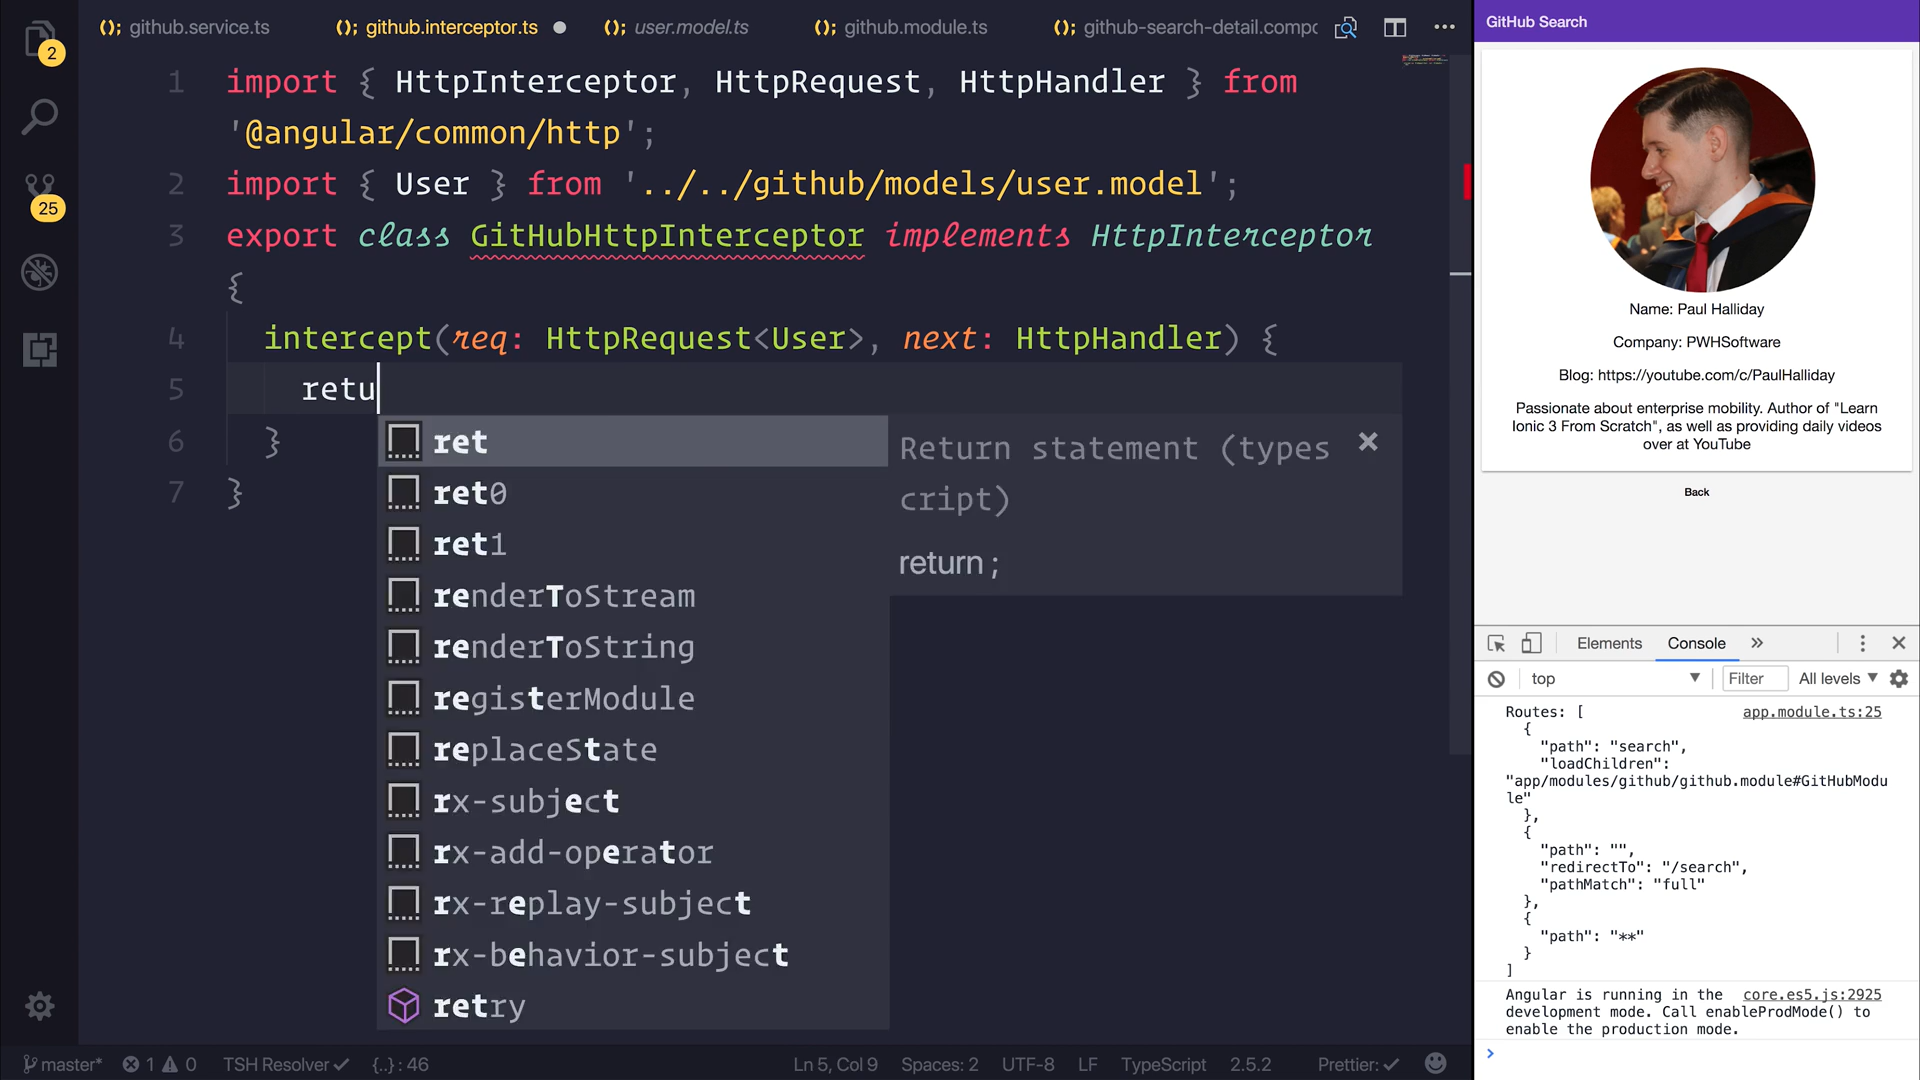 github.service.ts
github.interceptor.ts
user.model.ts
github.module.ts
github-search-detail.compo
2
25
1 import { HttpInterceptor, HttpRequest, HttpHandler } from
'@angular/common/http';
2 import { User } from '../../github/models/user.model';
3 export class GitHubHttpInterceptor implements HttpInterceptor
{
4 intercept(req: HttpRequest<User>, next: HttpHandler) {
5 retu
6 }
7 }
ret
ret0
ret1
renderToStream
renderToString
registerModule
replaceState
rx-subject
rx-add-operator
rx-replay-subject
rx-behavior-subject
retry
Return statement (types
cript)
return ;
master* 1 0 TSH Resolver {..} : 46 Ln 5, Col 9 Spaces: 2 UTF-8 LF TypeScript 2.5.2 Prettier:
GitHub Search
Name: Paul Halliday
Company: PWHSoftware
Blog: https://youtube.com/c/PaulHalliday
Passionate about enterprise mobility. Author of "Learn
Ionic 3 From Scratch", as well as providing daily videos
over at YouTube
Back
Elements Console »
top Filter All levels
Routes: [ app.module.ts:25
{
"path": "search",
"loadChildren":
"app/modules/github/github.module#GitHubModu
le"
},
{
"path": "",
"redirectTo": "/search",
"pathMatch": "full"
},
{
"path": "**"
}
]
Angular is running in the core.es5.js:2925
development mode. Call enableProdMode() to
enable the production mode.
>